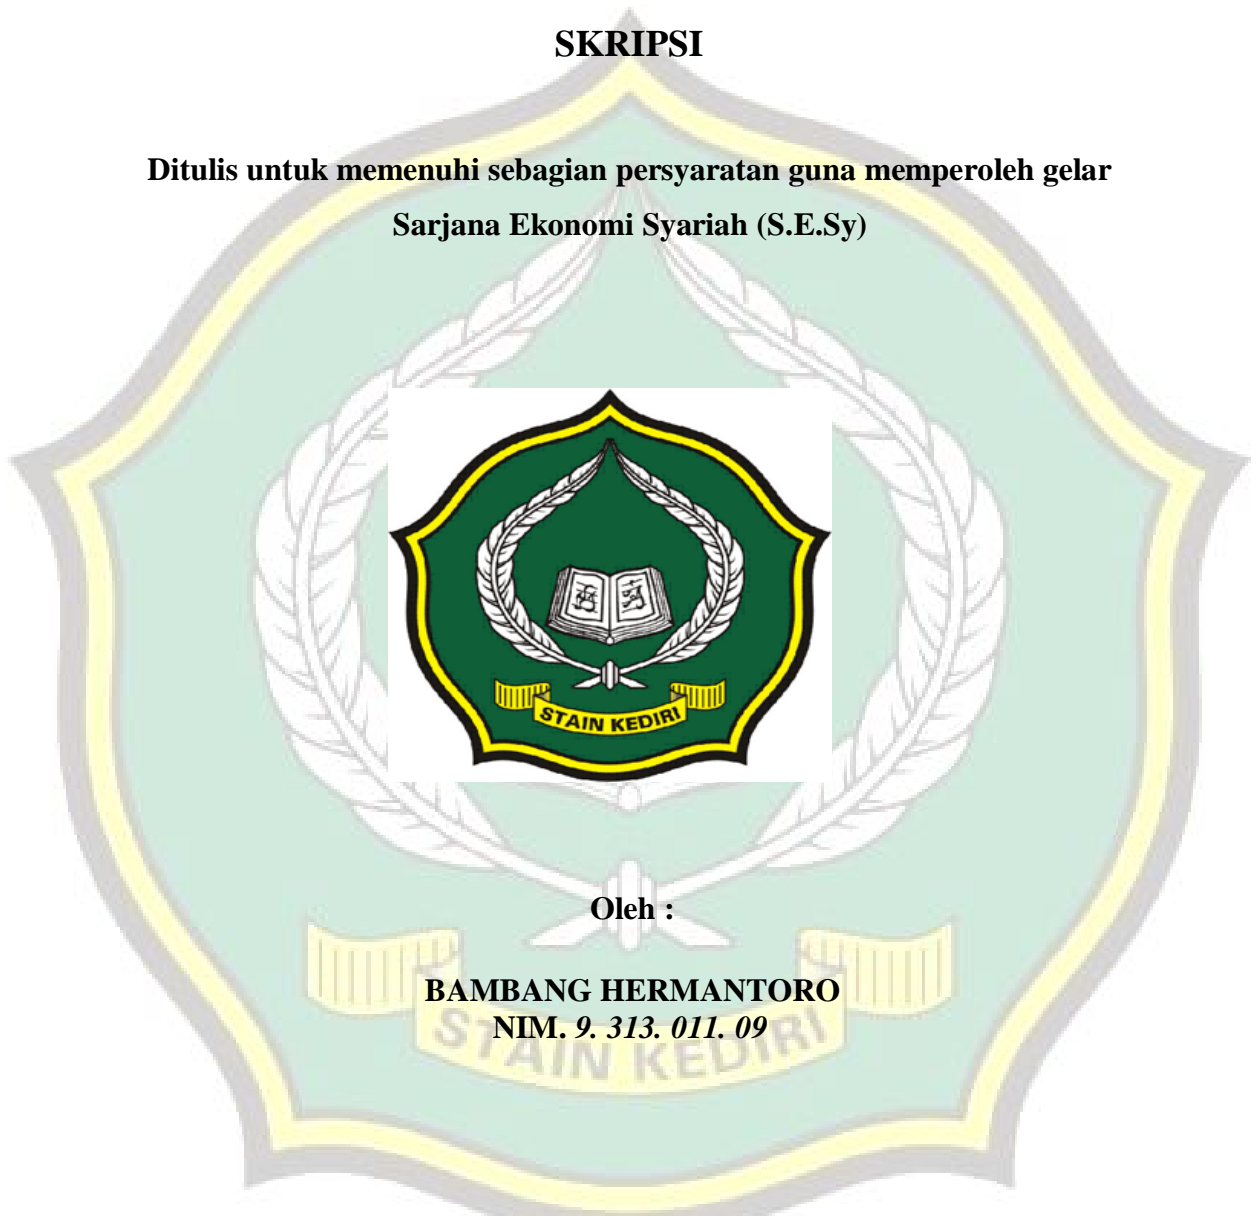 SKRIPSI
Ditulis untuk memenuhi sebagian persyaratan guna memperoleh gelar
Sarjana Ekonomi Syariah (S.E.Sy)
STAIN KEDIRI
Oleh :
BAMBANG HERMANTORO
NIM. 9. 313. 011. 09
STAIN KEDIRI